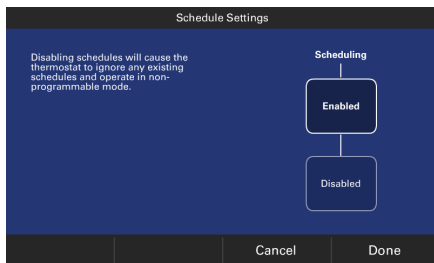 Schedule Settings
Disabling schedules will cause the
thermostat to ignore any existing
schedules and operate in non-
programmable mode.
Scheduling
Enabled
Disabled
Cancel
Done